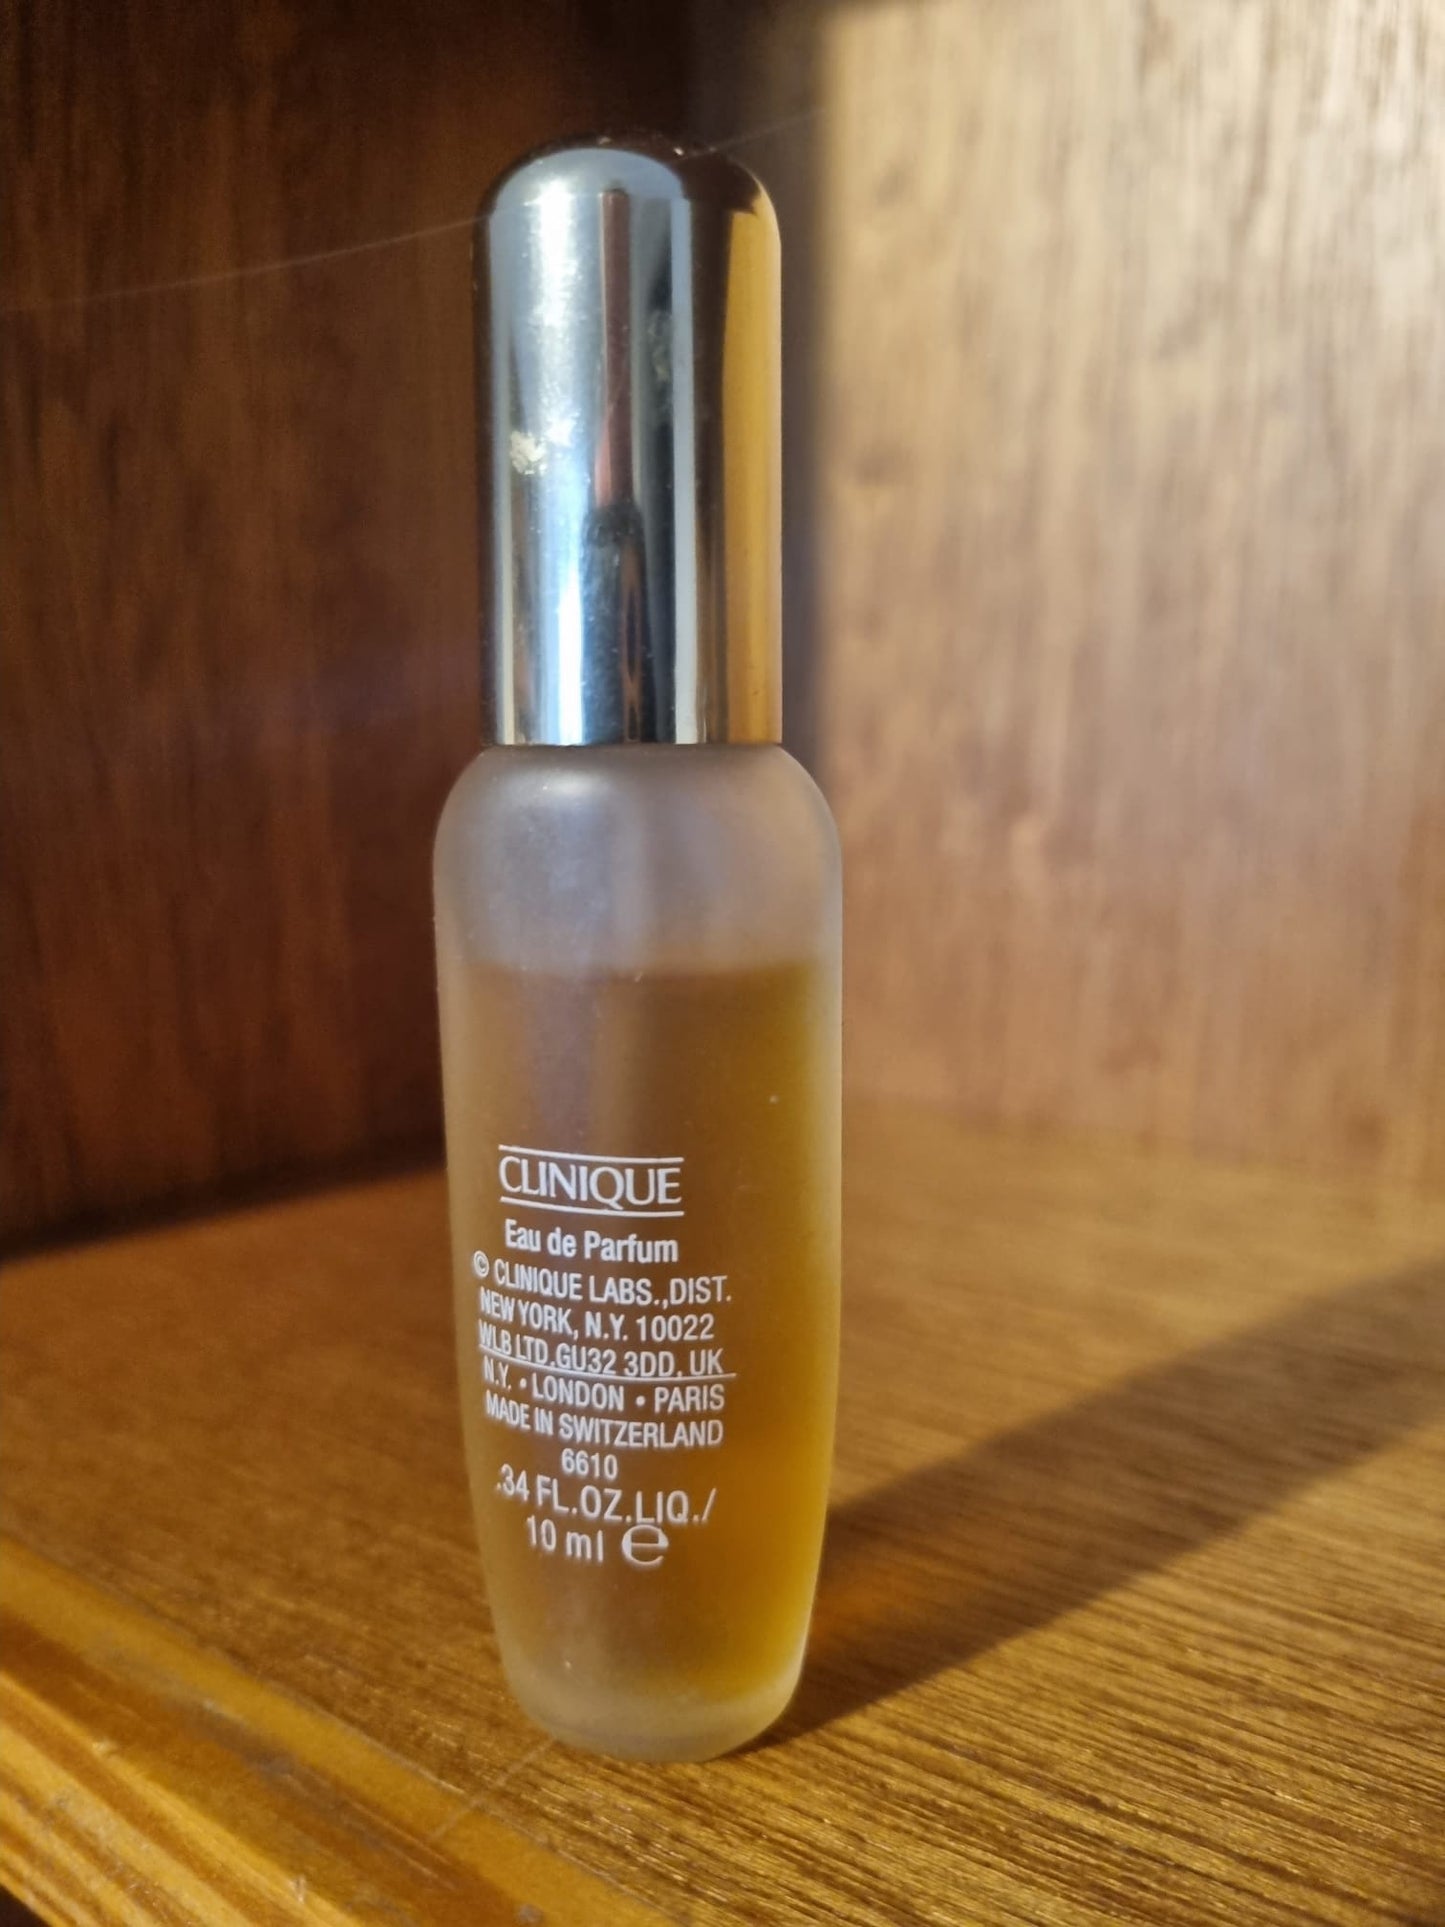 CLINIQUE
Eau de Parfum
© CLINIQUE LABS.,DIST.
NEW YORK, N.Y. 10022
WLB LTD.GU32 3DD, UK
N.Y. • LONDON • PARIS
MADE IN SWITZERLAND
6610
.34 FL.OZ.LIQ./
10 ml ℮